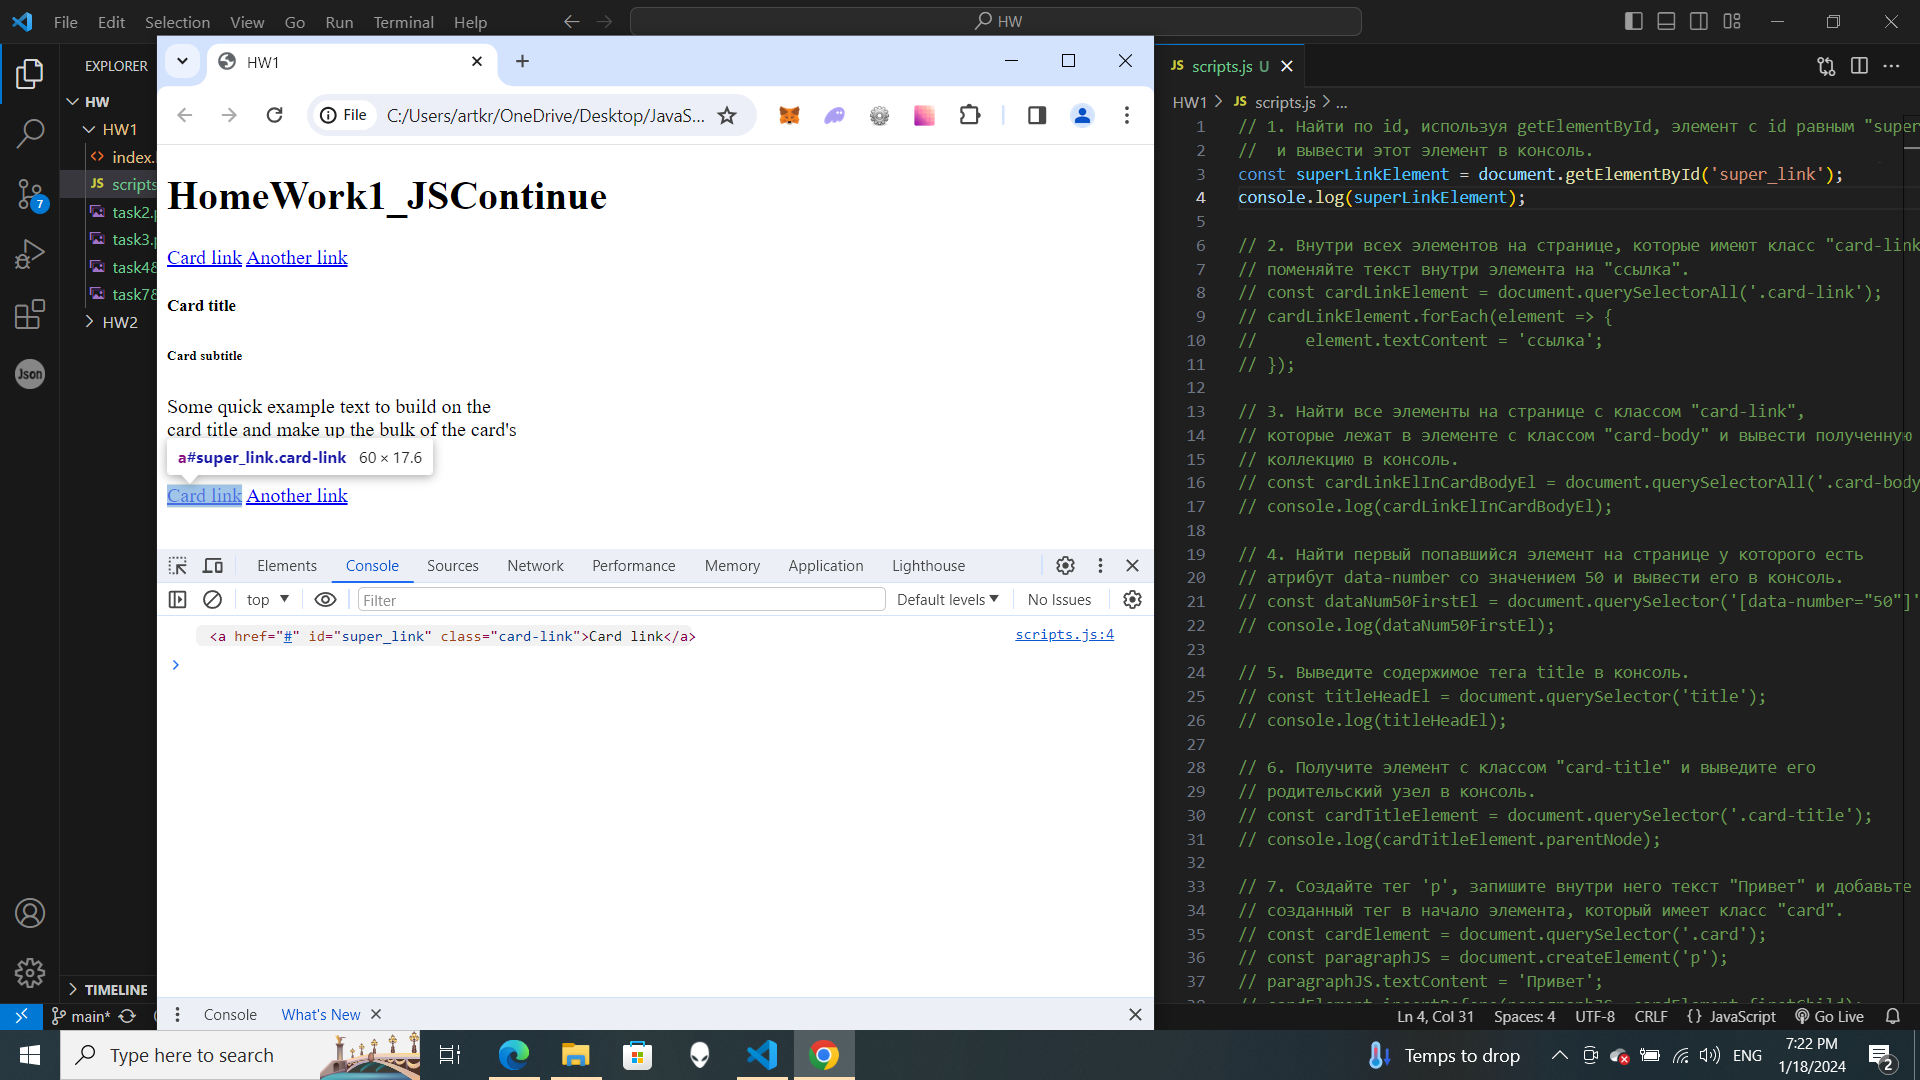 File Edit Selection View Go Run Terminal Help
HW
EXPLORER
HW
HW1
index.
scripts
task2.
task3.
task48
task78
HW2
TIMELINE
7
Json
HW1
File
C:/Users/artkr/OneDrive/Desktop/JavaS...
HomeWork1_JSContinue
Card link Another link
Card title
Card subtitle
Some quick example text to build on the
card title and make up the bulk of the card's
a#super_link.card-link 60 × 17.6
Card link Another link
Elements Console Sources Network Performance Memory Application Lighthouse
top Filter Default levels No Issues
<a href="#" id="super_link" class="card-link">Card link</a> scripts.js:4
Console What's New
JS scripts.js U
HW1 > JS scripts.js > ...
1 // 1. Найти по id, используя getElementById, элемент с id равным "super
2 //  и вывести этот элемент в консоль.
3 const superLinkElement = document.getElementById('super_link');
4 console.log(superLinkElement);
5
6 // 2. Внутри всех элементов на странице, которые имеют класс "card-link
7 // поменяйте текст внутри элемента на "ссылка".
8 // const cardLinkElement = document.querySelectorAll('.card-link');
9 // cardLinkElement.forEach(element => {
10 //     element.textContent = 'ссылка';
11 // });
12
13 // 3. Найти все элементы на странице с классом "card-link",
14 // которые лежат в элементе с классом "card-body" и вывести полученную
15 // коллекцию в консоль.
16 // const cardLinkElInCardBodyEl = document.querySelectorAll('.card-body
17 // console.log(cardLinkElInCardBodyEl);
18
19 // 4. Найти первый попавшийся элемент на странице у которого есть
20 // атрибут data-number со значением 50 и вывести его в консоль.
21 // const dataNum50FirstEl = document.querySelector('[data-number="50"]'
22 // console.log(dataNum50FirstEl);
23
24 // 5. Выведите содержимое тега title в консоль.
25 // const titleHeadEl = document.querySelector('title');
26 // console.log(titleHeadEl);
27
28 // 6. Получите элемент с классом "card-title" и выведите его
29 // родительский узел в консоль.
30 // const cardTitleElement = document.querySelector('.card-title');
31 // console.log(cardTitleElement.parentNode);
32
33 // 7. Создайте тег 'p', запишите внутри него текст "Привет" и добавьте
34 // созданный тег в начало элемента, который имеет класс "card".
35 // const cardElement = document.querySelector('.card');
36 // const paragraphJS = document.createElement('p');
37 // paragraphJS.textContent = 'Привет';
main* Ln 4, Col 31 Spaces: 4 UTF-8 CRLF {} JavaScript Go Live
Type here to search
Temps to drop ENG 7:22 PM
1/18/2024 2